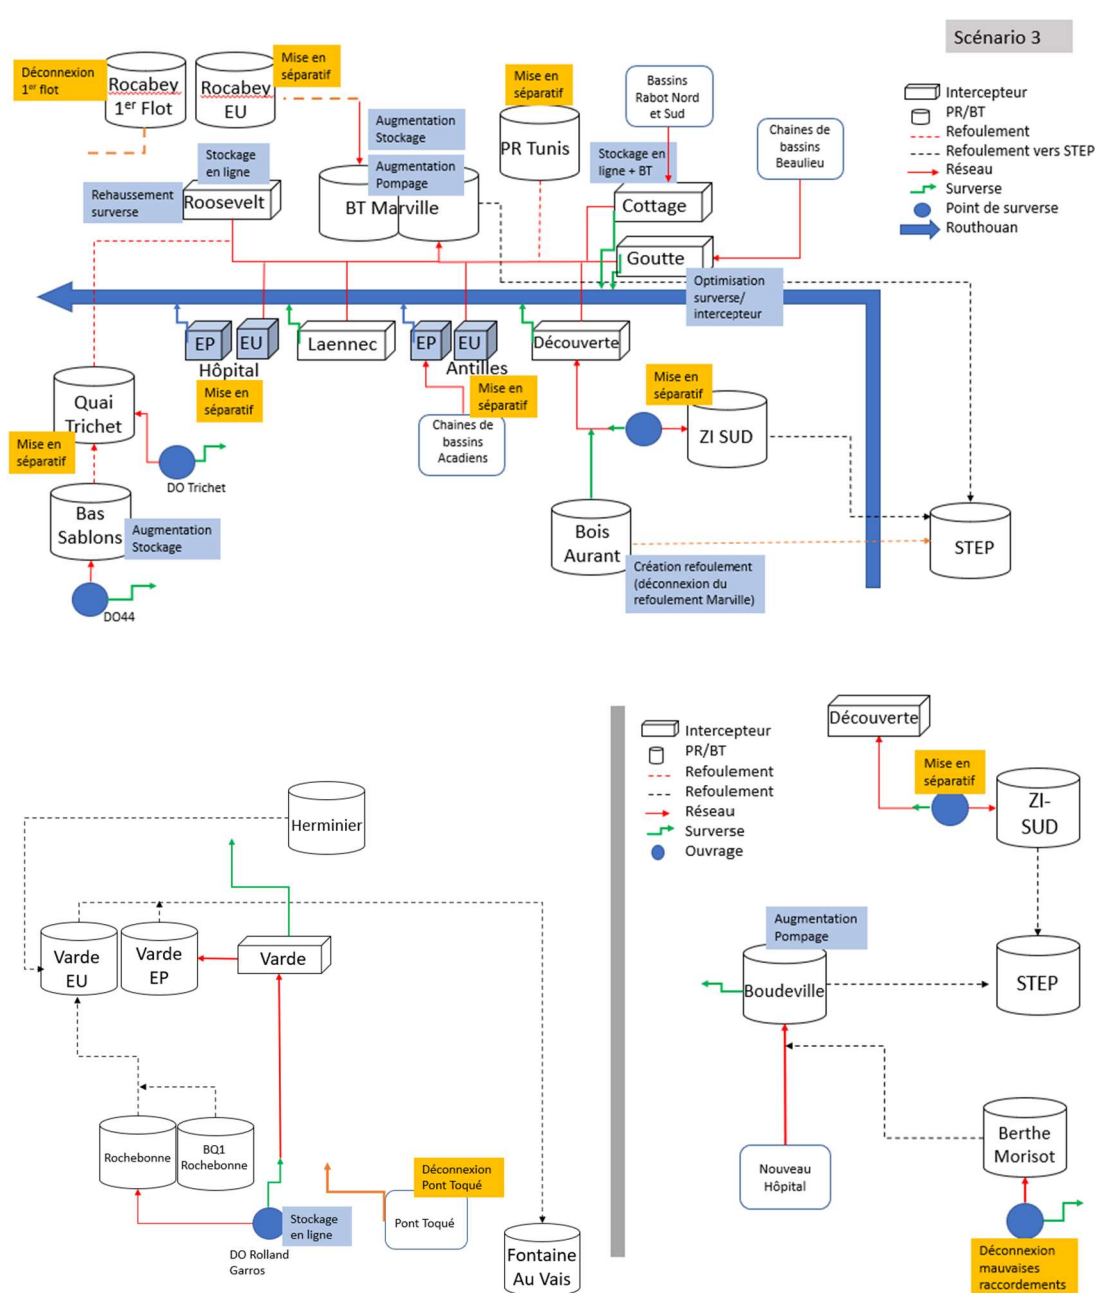 Scénario 3
Déconnexion
1er flot
Rocabey
1er Flot
Rocabey
EU
Mise en
séparatif
Augmentation
Stockage
Augmentation
Pompage
BT Marville
Stockage
en ligne
Rehaussement
surverse
Roosevelt
Mise en
séparatif
PR Tunis
Bassins
Rabot Nord
et Sud
Stockage en
ligne + BT
Cottage
Goutte
Chaines de
bassins
Beaulieu
Intercepteur
PR/BT
Refoulement
Refoulement vers STEP
Réseau
Surverse
Point de surverse
Routhouan
Optimisation
surverse/
intercepteur
EP
EU
Hôpital
Mise en
séparatif
Laennec
EP
EU
Antilles
Mise en
séparatif
Chaines de
bassins
Acadiens
Découverte
Mise en
séparatif
ZI SUD
Quai
Trichet
Mise en
séparatif
DO Trichet
Bas
Sablons
Augmentation
Stockage
DO44
Bois
Aurant
Création refoulement
(déconnexion du
refoulement Marville)
STEP
Herminier
Varde
EU
Varde
EP
Varde
Rochebonne
BQ1
Rochebonne
DO Rolland
Garros
Stockage
en ligne
Déconnexion
Pont Toqué
Pont Toqué
Fontaine
Au Vais
Intercepteur
PR/BT
Refoulement
Refoulement
Réseau
Surverse
Ouvrage
Découverte
Mise en
séparatif
ZI-
SUD
Augmentation
Pompage
Boudeville
STEP
Nouveau
Hôpital
Berthe
Morisot
Déconnexion
mauvaises
raccordements